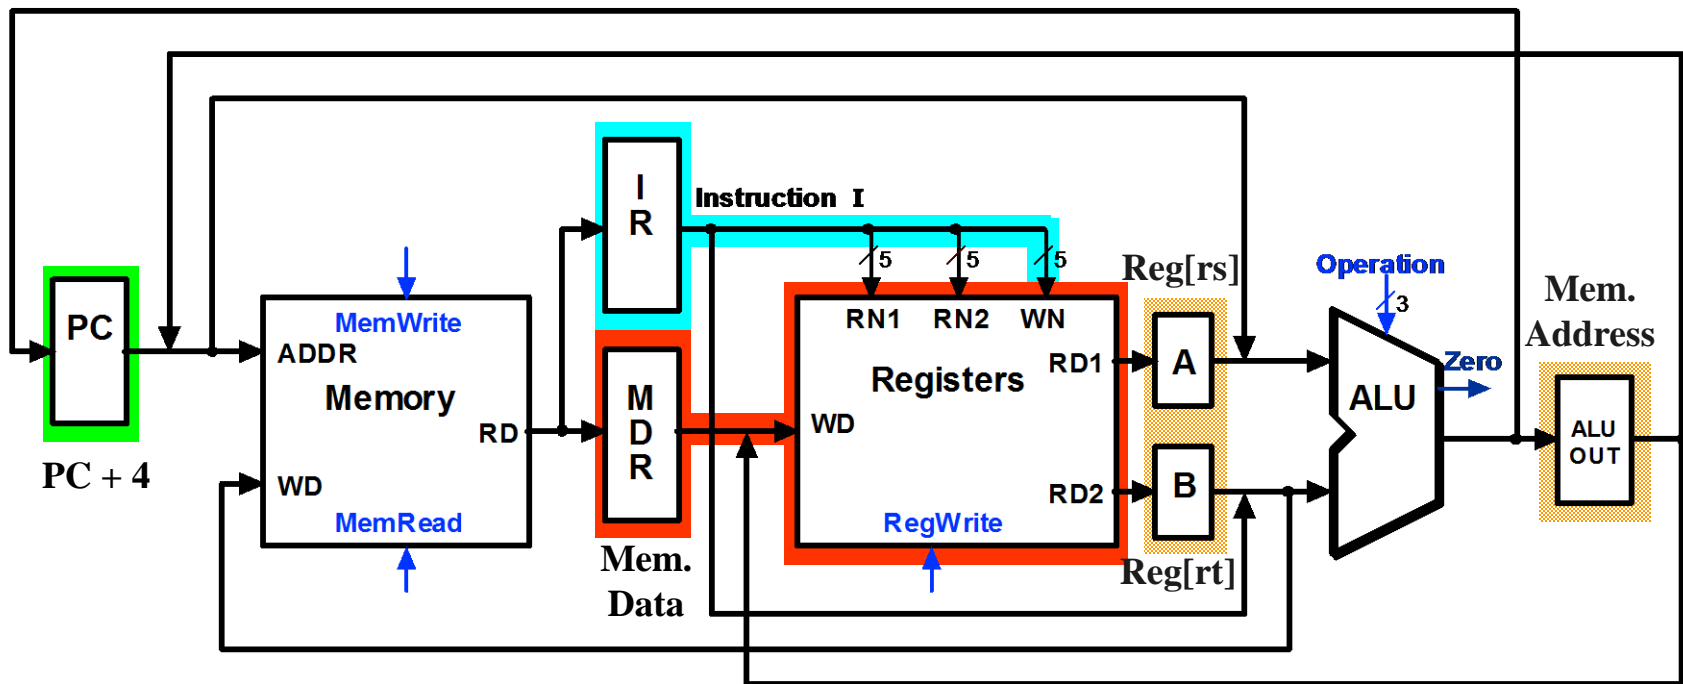 I
R
Instruction I
5
5
5
Reg[rs]
Operation
3
Mem.
Address
PC
MemWrite
ADDR
Memory
RD
WD
MemRead
PC + 4
M
D
R
Mem.
Data
RN1
RN2
WN
RD1
Registers
WD
RD2
RegWrite
A
B
Reg[rt]
ALU
Zero
ALU
OUT